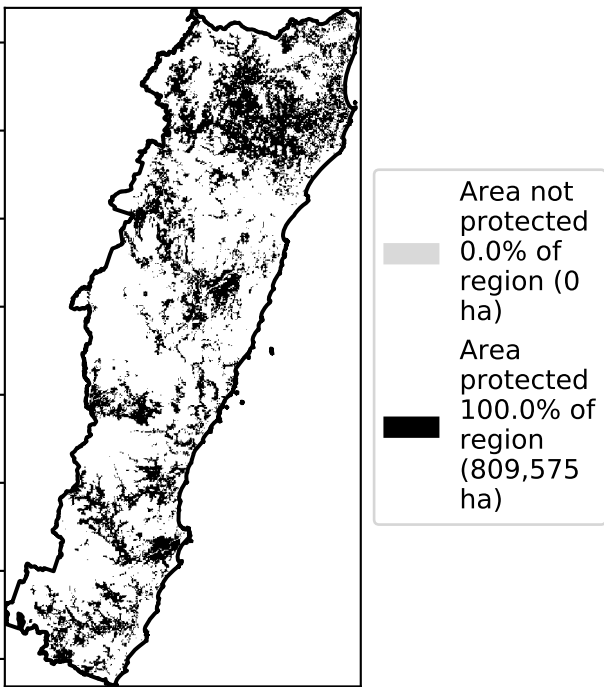 Area not
protected
0.0% of
region (0
ha)
Area
protected
100.0% of
region
(809,575
ha)